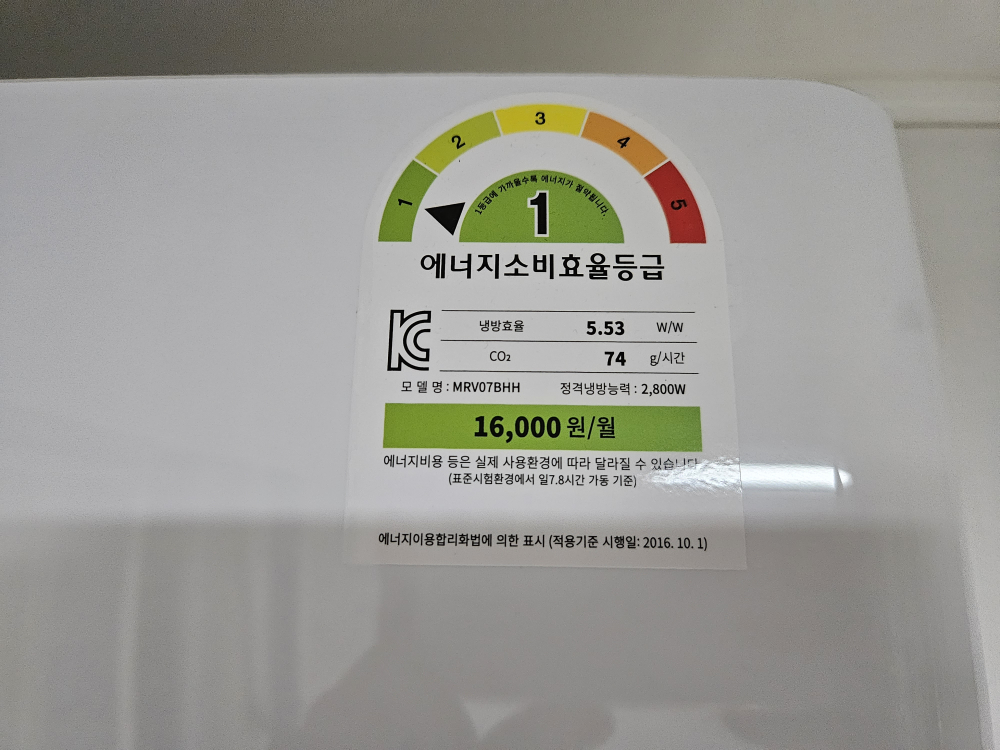 1 2 3 4 5
1등급에 가까울수록 에너지가 절약됩니다.
1
에너지소비효율등급
냉방효율 5.53 W/W
CO₂ 74 g/시간
모 델 명 : MRV07BHH 정격냉방능력 : 2,800W
16,000원/월
에너지비용 등은 실제 사용환경에 따라 달라질 수 있습니다
(표준시험환경에서 일7.8시간 가동 기준)
에너지이용합리화법에 의한 표시 (적용기준 시행일: 2016. 10. 1)